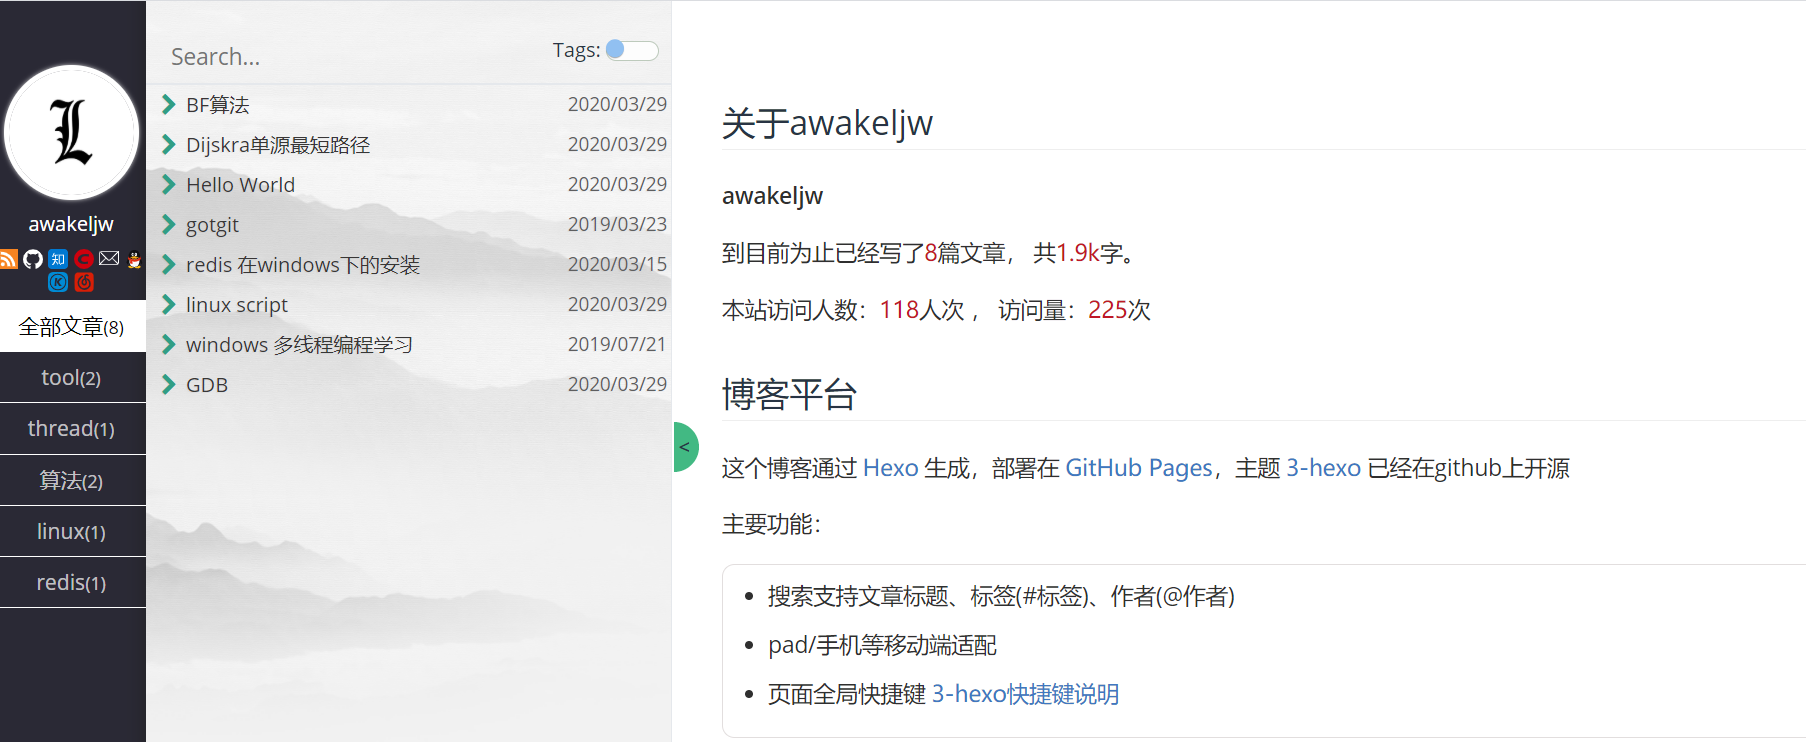 L
awakeljw
知
全部文章(8)
tool(2)
thread(1)
算法(2)
linux(1)
redis(1)
Search...
Tags:
BF算法 2020/03/29
Dijskra单源最短路径 2020/03/29
Hello World 2020/03/29
gotgit 2019/03/23
redis 在windows下的安装 2020/03/15
linux script 2020/03/29
windows 多线程编程学习 2019/07/21
GDB 2020/03/29
<
关于awakeljw
awakeljw
到目前为止已经写了8篇文章， 共1.9k字。
本站访问人数：118人次 ， 访问量：225次
博客平台
这个博客通过 Hexo 生成，部署在 GitHub Pages，主题 3-hexo 已经在github上开源
主要功能：
搜索支持文章标题、标签(#标签)、作者(@作者)
pad/手机等移动端适配
页面全局快捷键 3-hexo快捷键说明